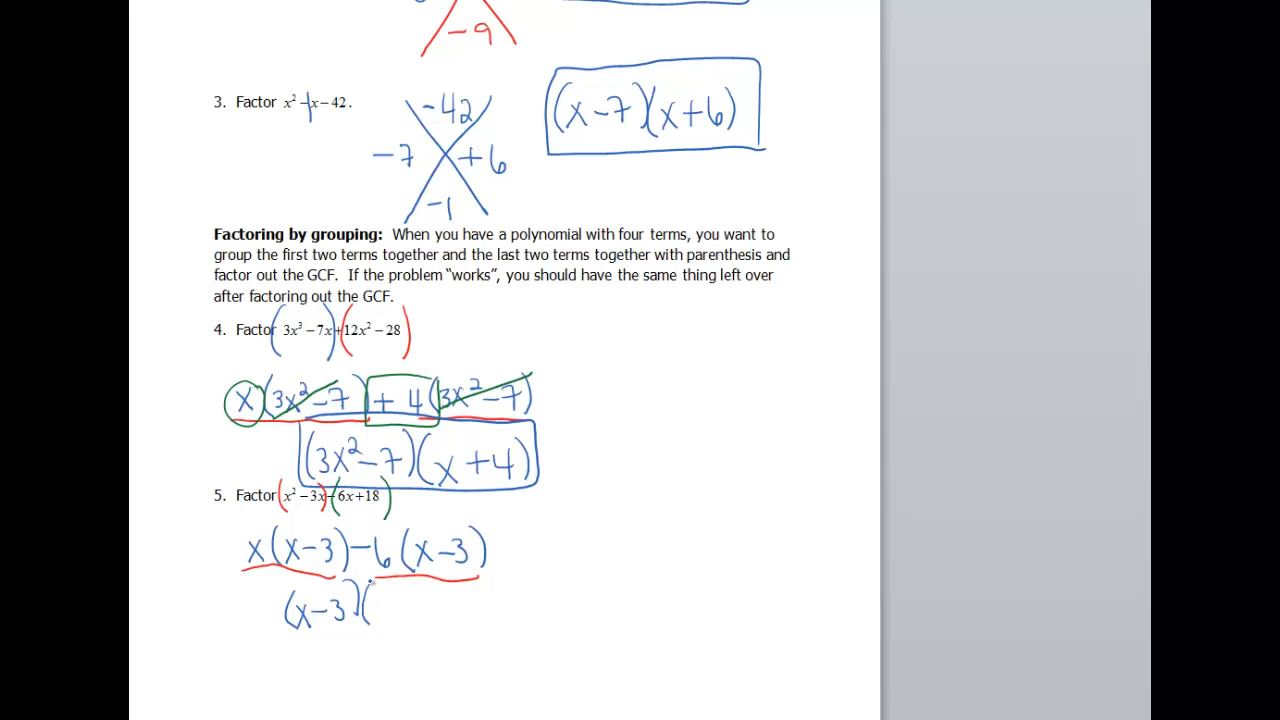 -9
3. Factor x² - 1x - 42.
-42
-7 +6
-1
(x-7)(x+6)
Factoring by grouping: When you have a polynomial with four terms, you want to
group the first two terms together and the last two terms together with parenthesis and
factor out the GCF. If the problem "works", you should have the same thing left over
after factoring out the GCF.
4. Factor (3x³ - 7x)+(12x² - 28)
x(3x²-7) + 4(3x²-7)
(3x²-7)(x+4)
5. Factor (x² - 3x)-(6x+18)
x(x-3)-6(x-3)
(x-3)(